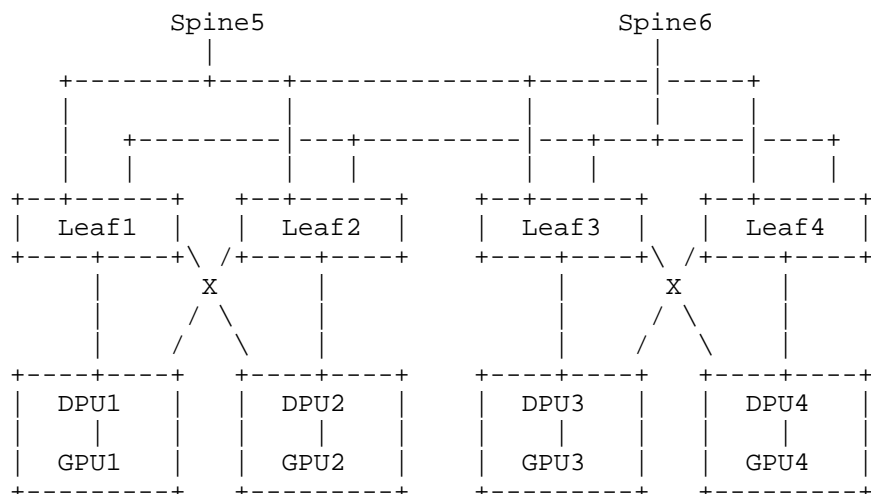 Spine5 Spine6
Leaf1 Leaf2 Leaf3 Leaf4
X X
DPU1 DPU2 DPU3 DPU4
GPU1 GPU2 GPU3 GPU4